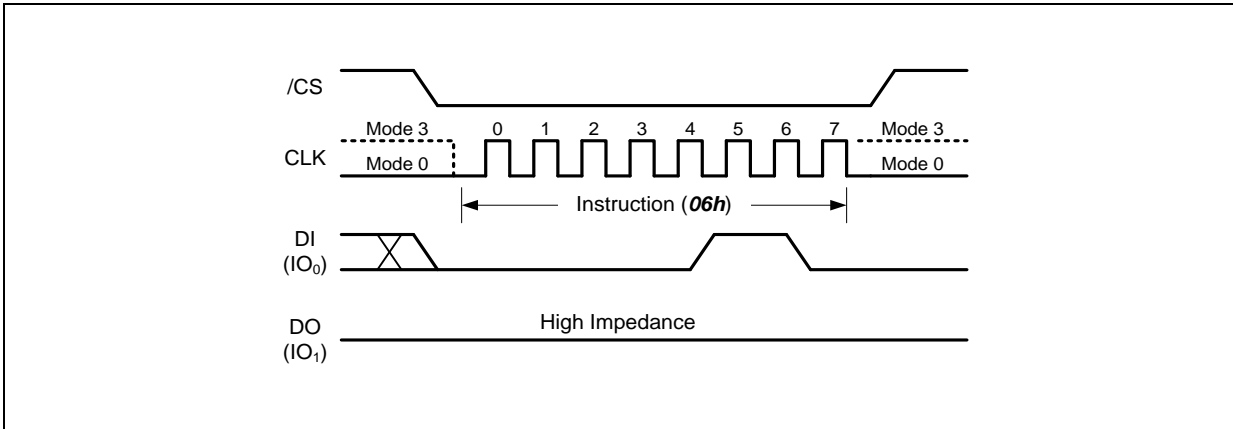 /CS
Mode 3 0 1 2 3 4 5 6 7 Mode 3
CLK
Mode 0 Mode 0
Instruction (06h)
DI
(IO₀)
High Impedance
DO
(IO₁)